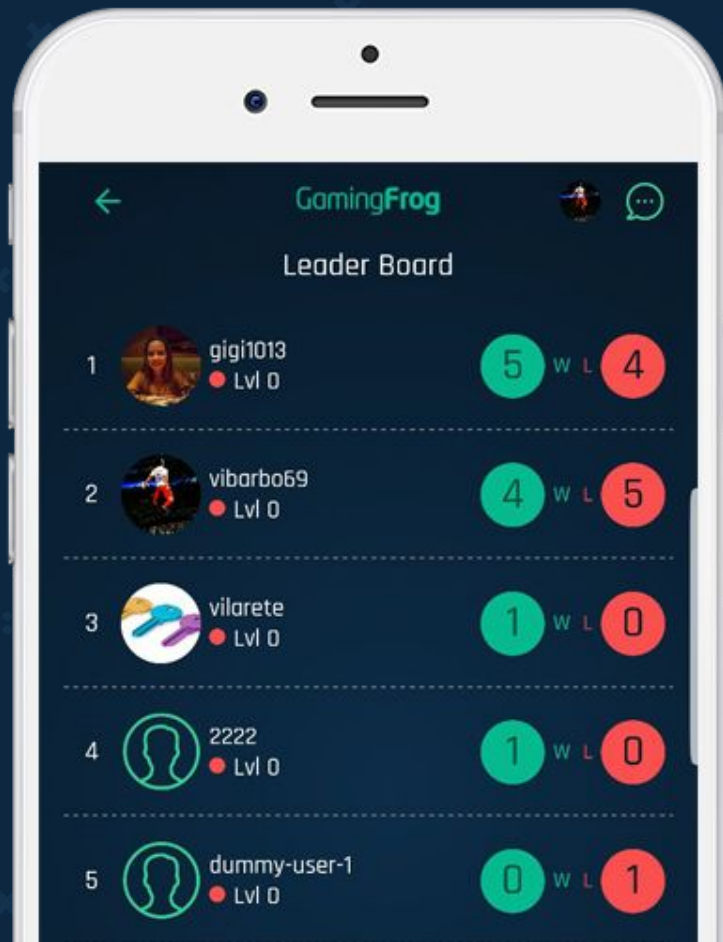 GamingFrog
Leader Board
1 gigi1013 5 W L 4
Lvl 0
2 vibarbo69 4 W L 5
Lvl 0
3 vilarete 1 W L 0
Lvl 0
4 2222 1 W L 0
Lvl 0
5 dummy-user-1 0 W L 1
Lvl 0